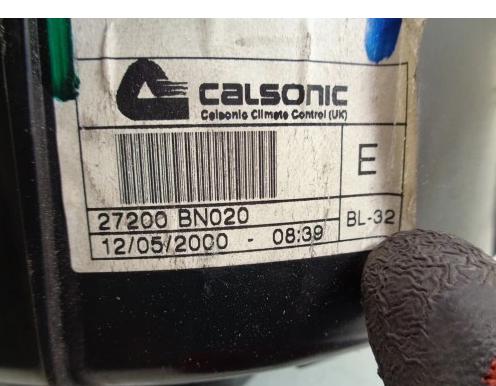 CALSONIC
Calsonic Climate Control (UK)
E
27200 BN020
BL-32
12/05/2000 - 08:39